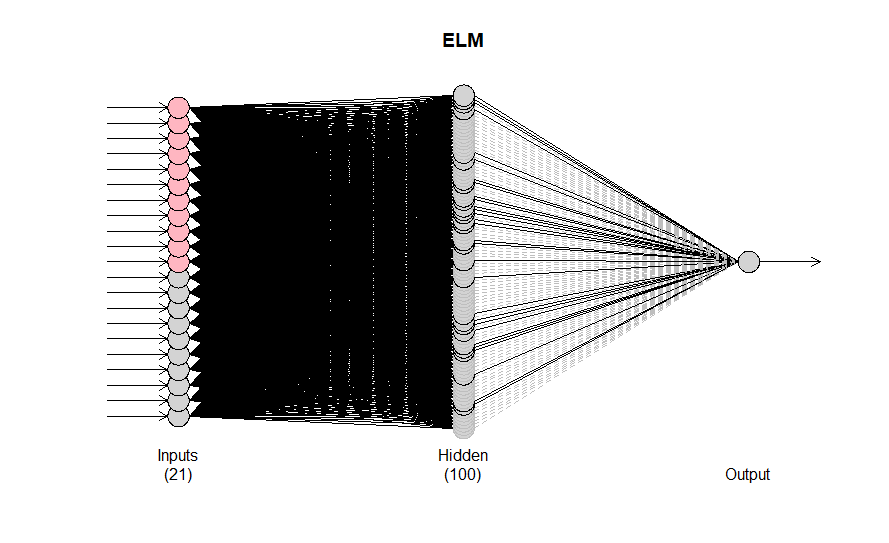 ELM
Inputs
(21)
Hidden
(100)
Output